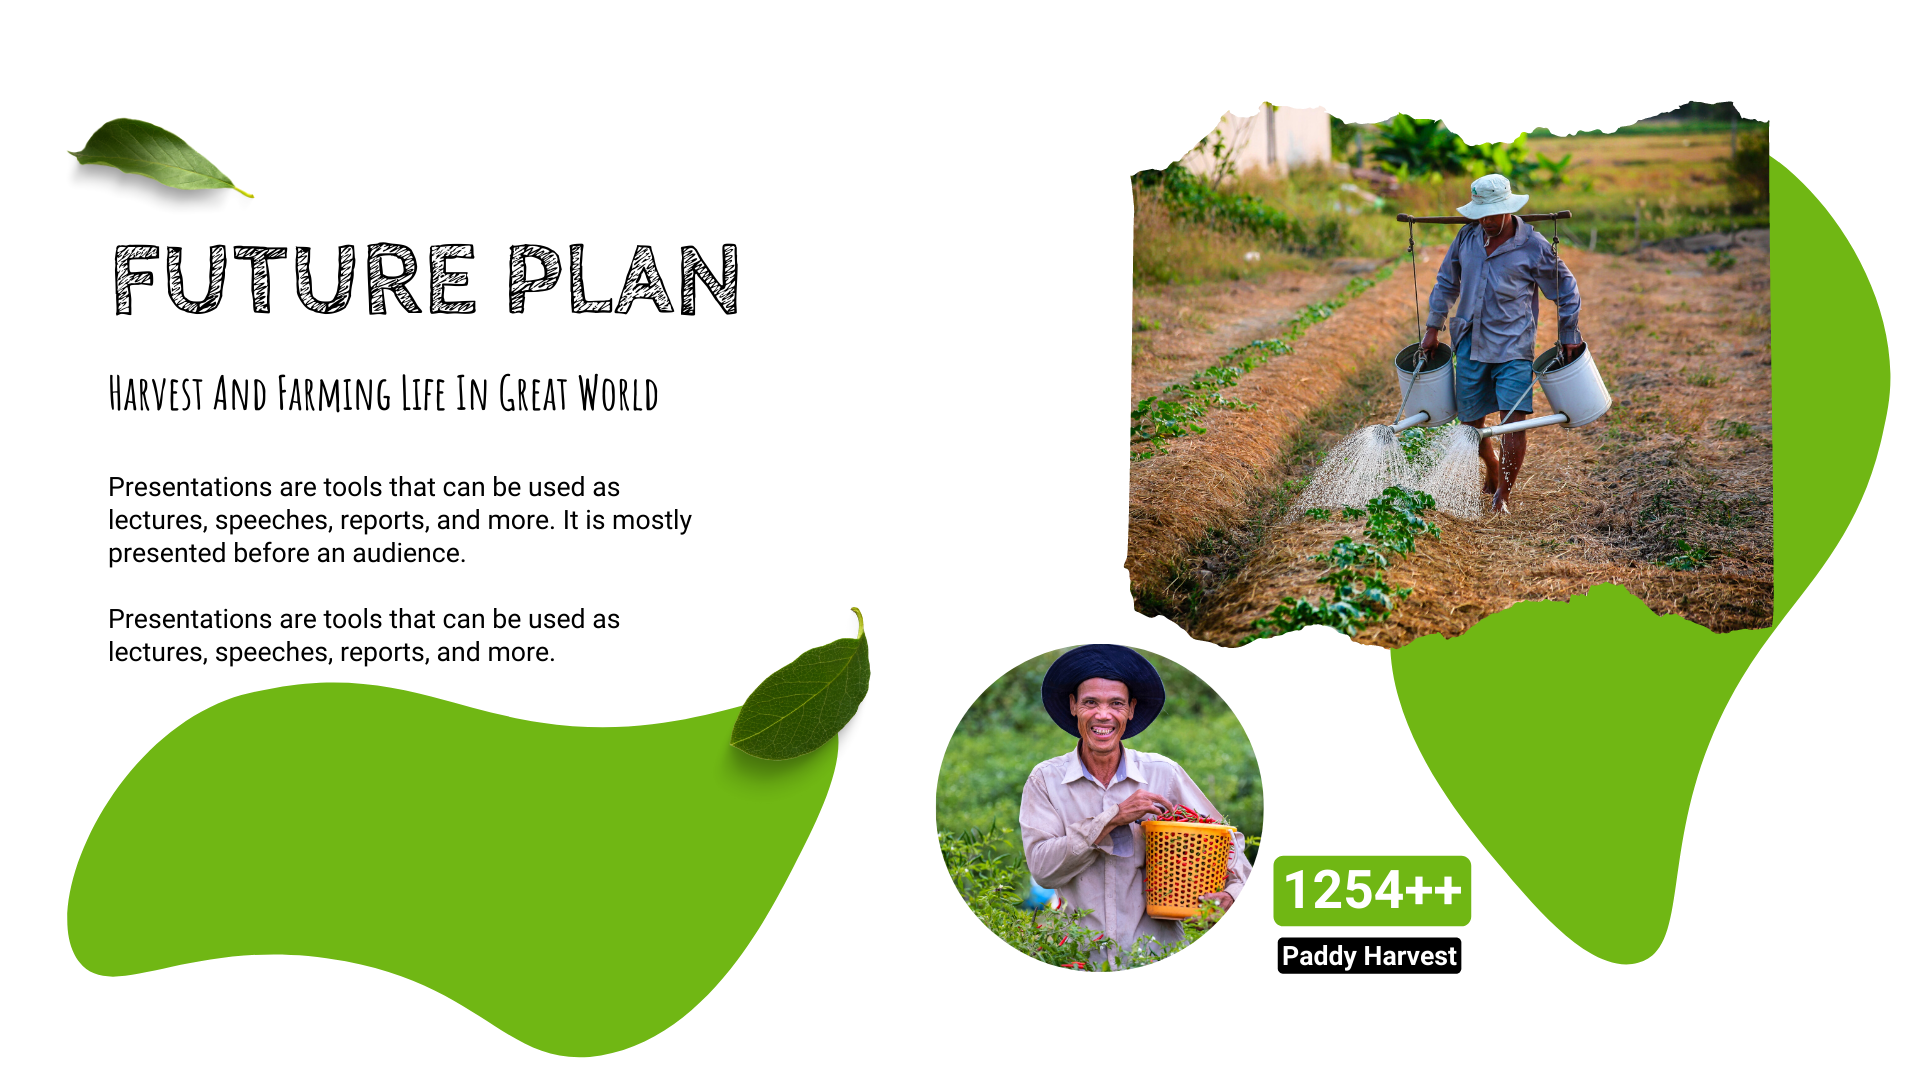 FUTURE PLAN
Harvest And Farming Life In Great World
Presentations are tools that can be used as
lectures, speeches, reports, and more. It is mostly
presented before an audience.
Presentations are tools that can be used as
lectures, speeches, reports, and more.
1254++
Paddy Harvest